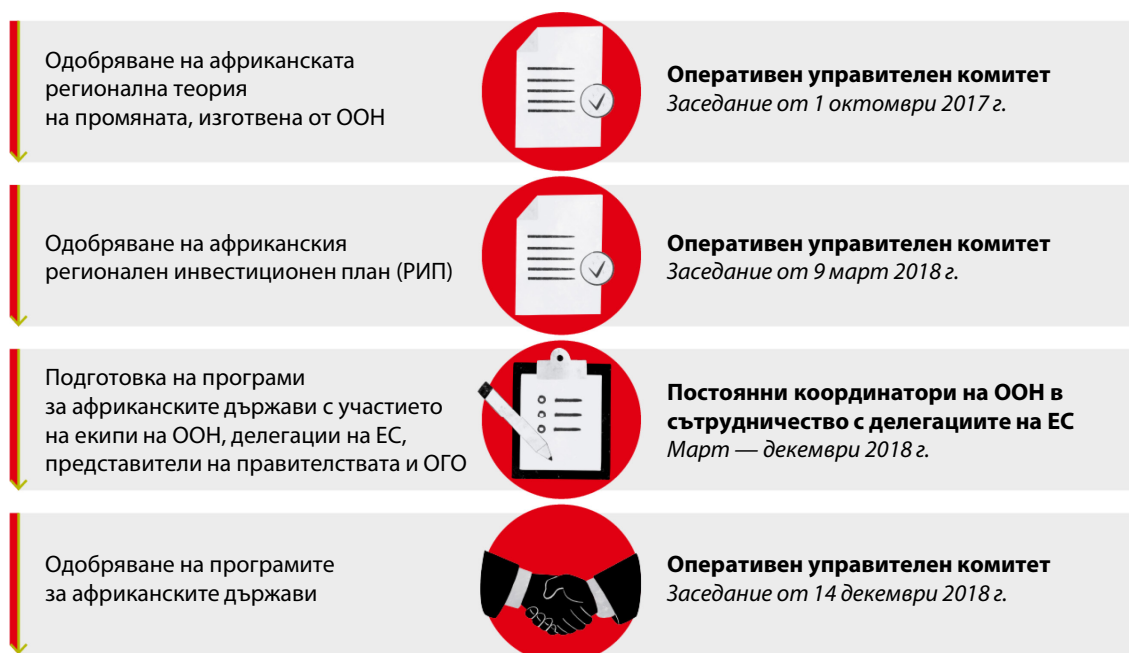 Одобряване на африканската
регионална теория
на промяната, изготвена от ООН
Оперативен управителен комитет
Заседание от 1 октомври 2017 г.
Одобряване на африканския
регионален инвестиционен план (РИП)
Оперативен управителен комитет
Заседание от 9 март 2018 г.
Подготовка на програми
за африканските държави с участието
на екипи на ООН, делегации на ЕС,
представители на правителствата и ОГО
Постоянни координатори на ООН в
сътрудничество с делегациите на ЕС
Март — декември 2018 г.
Одобряване на програмите
за африканските държави
Оперативен управителен комитет
Заседание от 14 декември 2018 г.